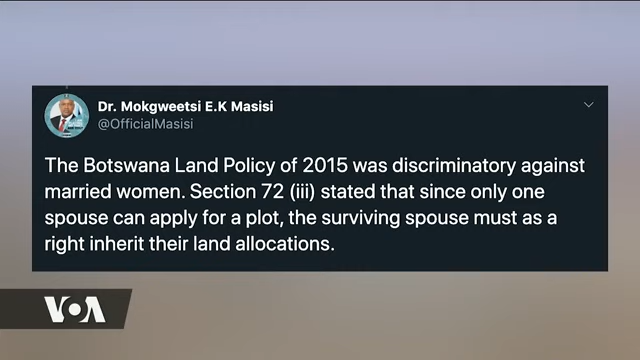 Dr. Mokgweetsi E.K Masisi
@OfficialMasisi
The Botswana Land Policy of 2015 was discriminatory against
married women. Section 72 (iii) stated that since only one
spouse can apply for a plot, the surviving spouse must as a
right inherit their land allocations.
VOA